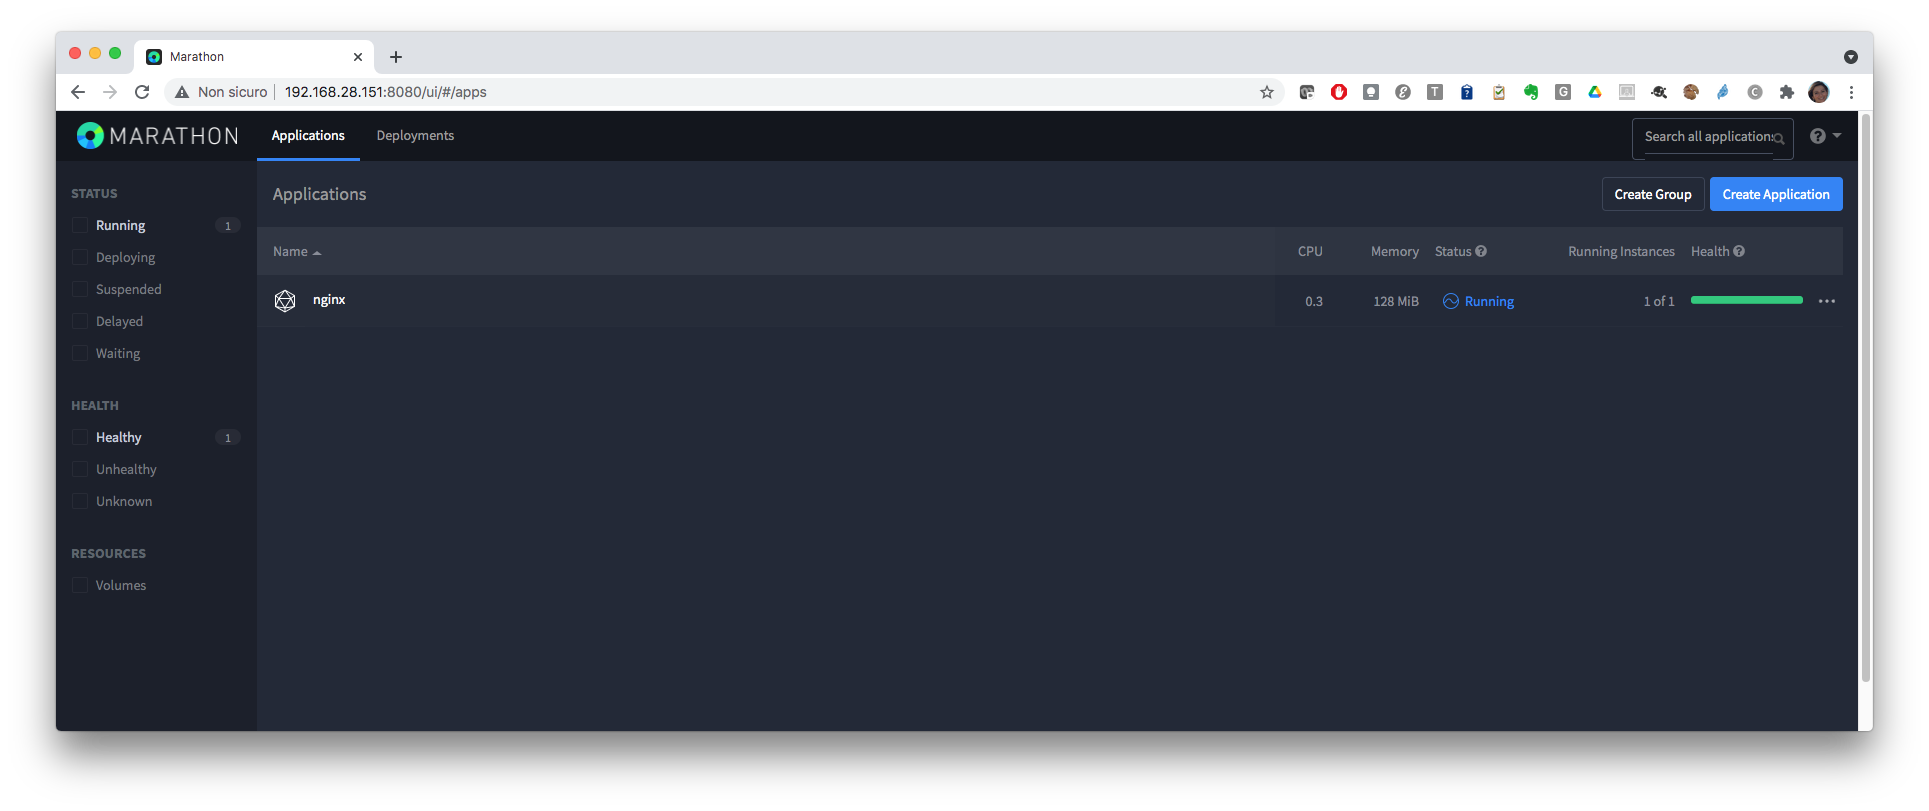 Marathon
Non sicuro 192.168.28.151:8080/ui/#/apps
MARATHON Applications Deployments Search all application
STATUS
Running 1
Deploying
Suspended
Delayed
Waiting
HEALTH
Healthy 1
Unhealthy
Unknown
RESOURCES
Volumes
Applications Create Group Create Application
Name CPU Memory Status Running Instances Health
nginx 0.3 128 MiB Running 1 of 1